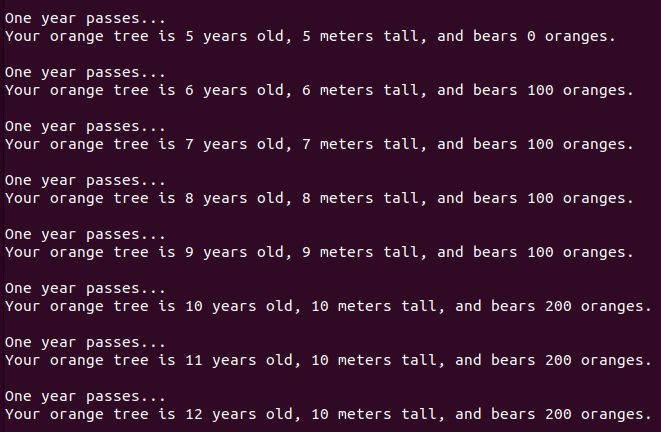 One year passes...
Your orange tree is 5 years old, 5 meters tall, and bears 0 oranges.
One year passes...
Your orange tree is 6 years old, 6 meters tall, and bears 100 oranges.
One year passes...
Your orange tree is 7 years old, 7 meters tall, and bears 100 oranges.
One year passes...
Your orange tree is 8 years old, 8 meters tall, and bears 100 oranges.
One year passes...
Your orange tree is 9 years old, 9 meters tall, and bears 100 oranges.
One year passes...
Your orange tree is 10 years old, 10 meters tall, and bears 200 oranges.
One year passes...
Your orange tree is 11 years old, 10 meters tall, and bears 200 oranges.
One year passes...
Your orange tree is 12 years old, 10 meters tall, and bears 200 oranges.